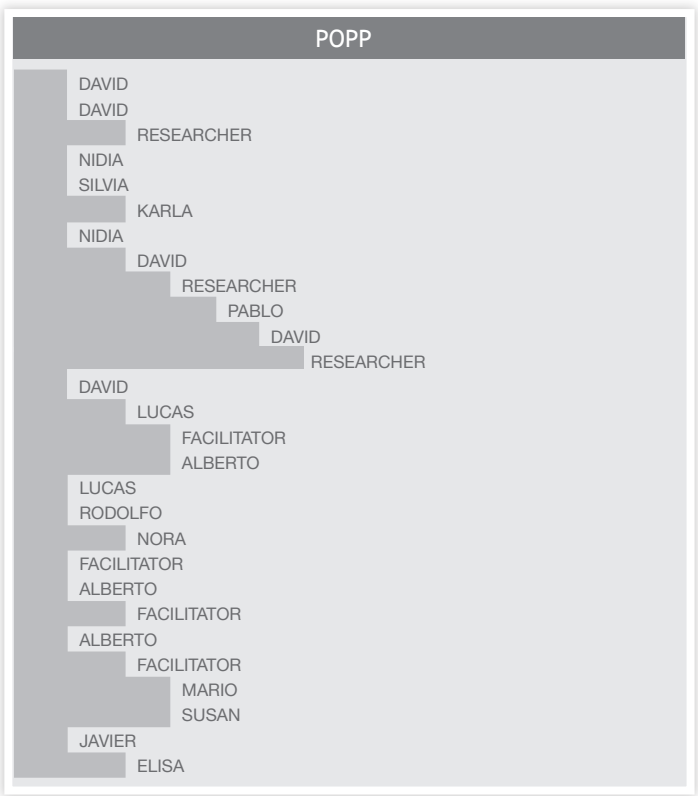 POPP
DAVID
DAVID
RESEARCHER
NIDIA
SILVIA
KARLA
NIDIA
DAVID
RESEARCHER
PABLO
DAVID
RESEARCHER
DAVID
LUCAS
FACILITATOR
ALBERTO
LUCAS
RODOLFO
NORA
FACILITATOR
ALBERTO
FACILITATOR
ALBERTO
FACILITATOR
MARIO
SUSAN
JAVIER
ELISA